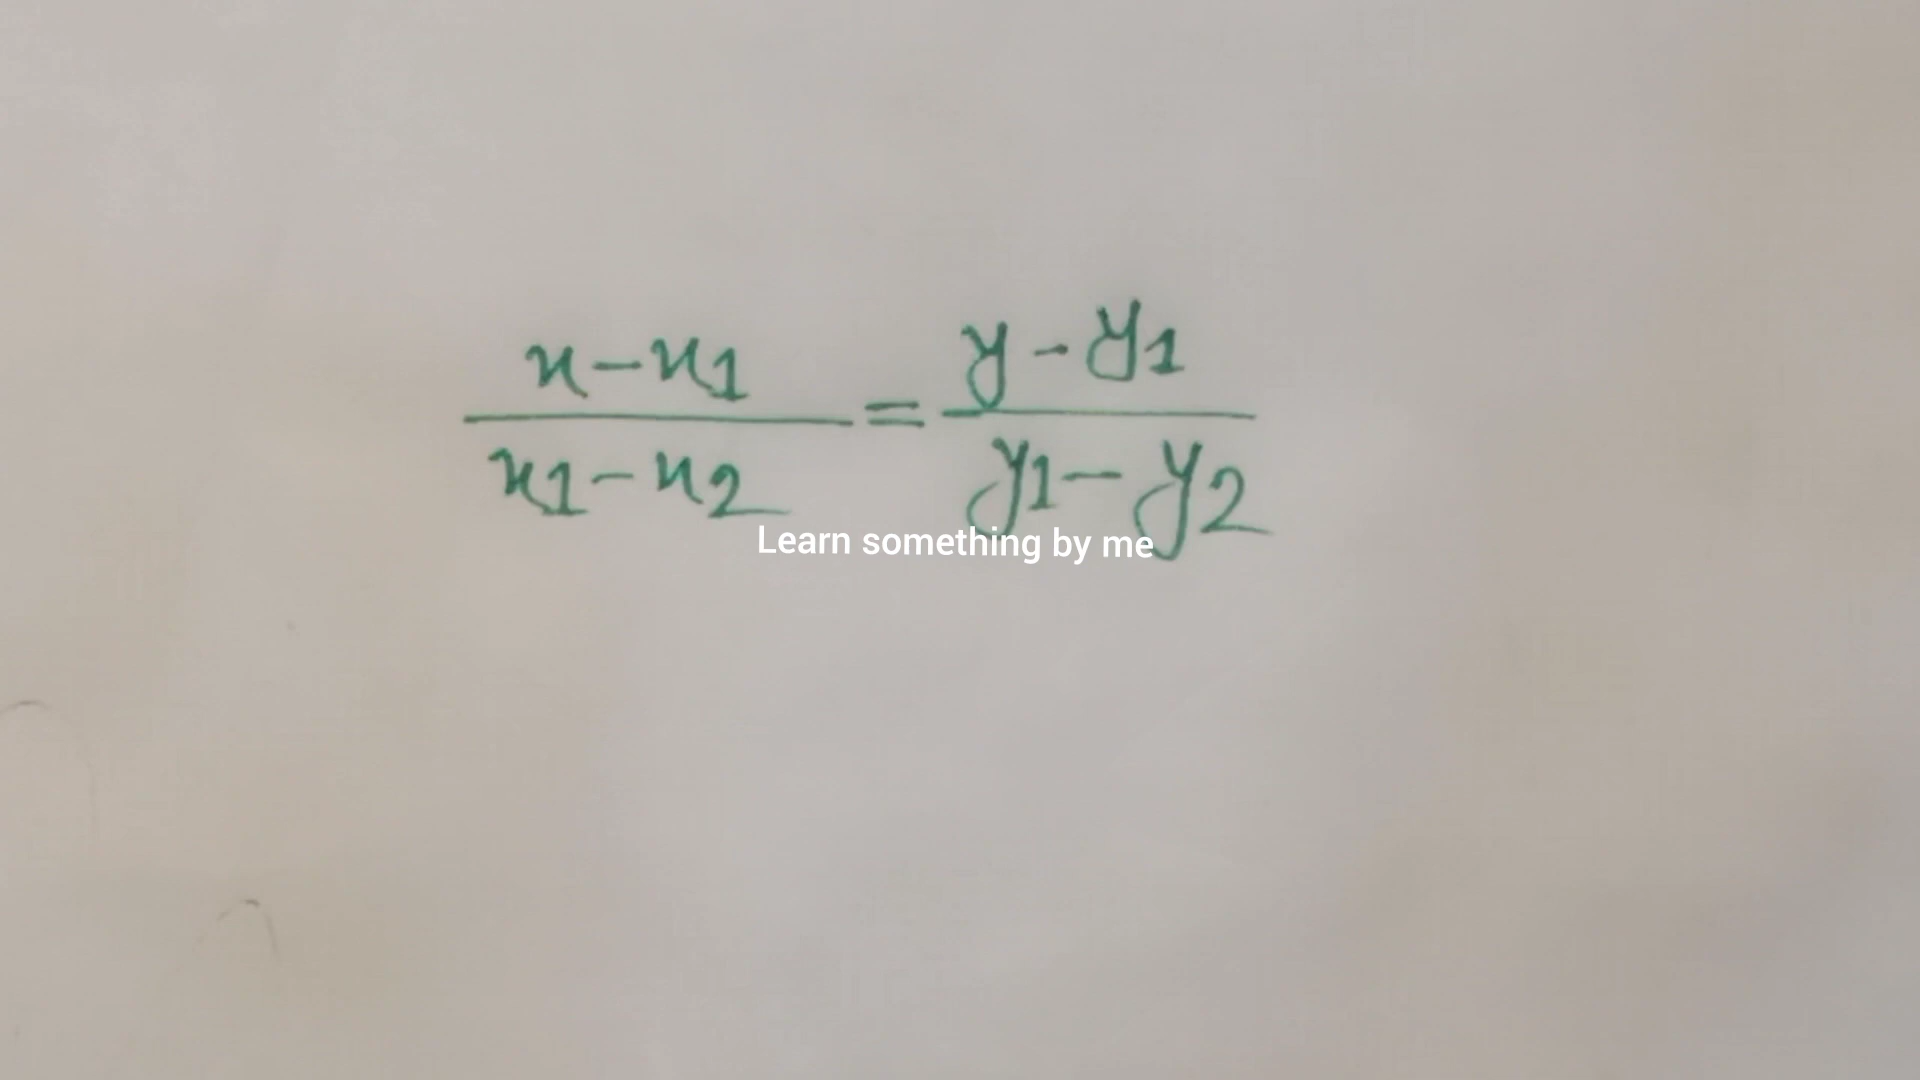 x-x1 = y-y1
x1-x2 y1-y2
Learn something by me